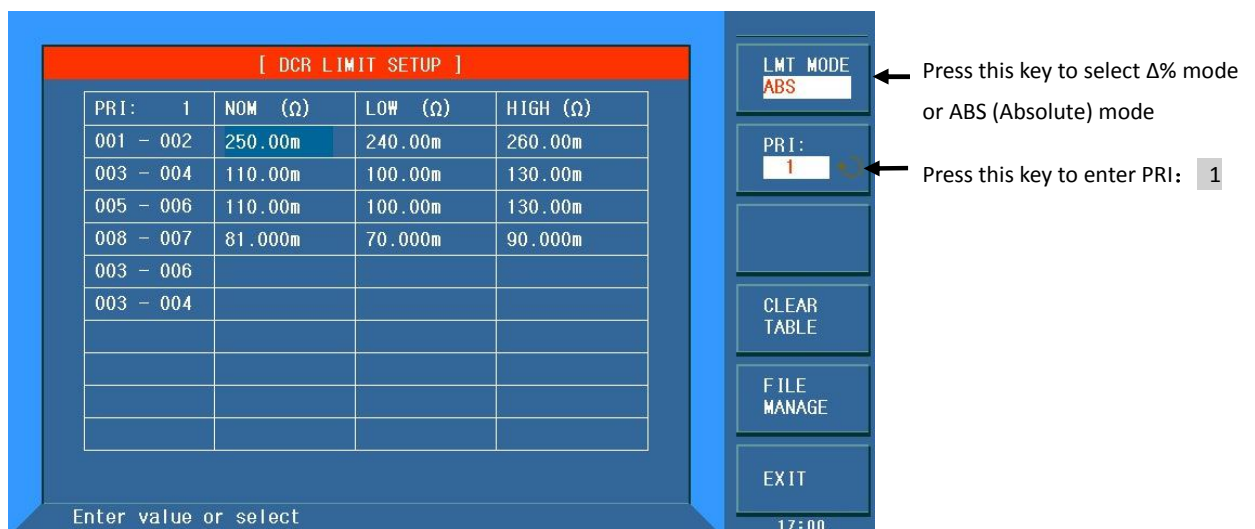 [ DCR LIMIT SETUP ]
PRI: 1 NOM (Ω) LOW (Ω) HIGH (Ω)
001 - 002 250.00m 240.00m 260.00m
003 - 004 110.00m 100.00m 130.00m
005 - 006 110.00m 100.00m 130.00m
008 - 007 81.000m 70.000m 90.000m
003 - 006
003 - 004
Enter value or select
LMT MODE
ABS
PRI:
1
CLEAR
TABLE
FILE
MANAGE
EXIT
17:00
Press this key to select Δ% mode
or ABS (Absolute) mode
Press this key to enter PRI： 1